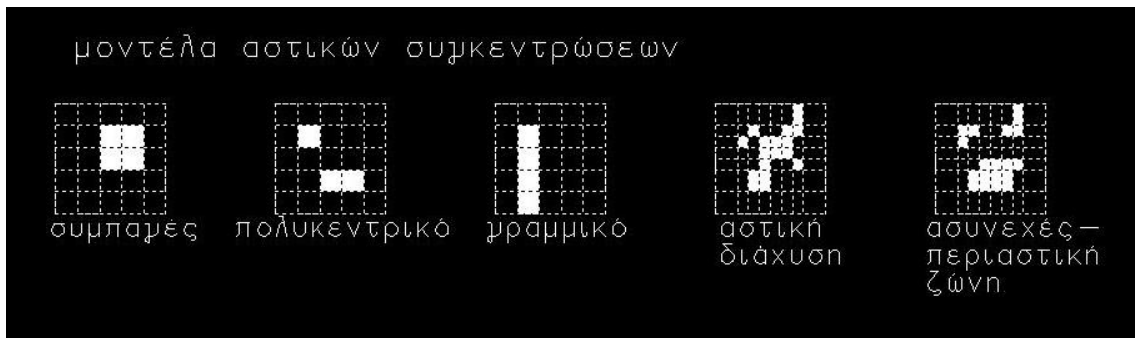 μοντέλα αστικών συγκεντρώσεων
συμπαγές
πολυκεντρικό
γραμμικό
αστική
διάχυση
ασυνεχές–
περιαστική
ζώνη